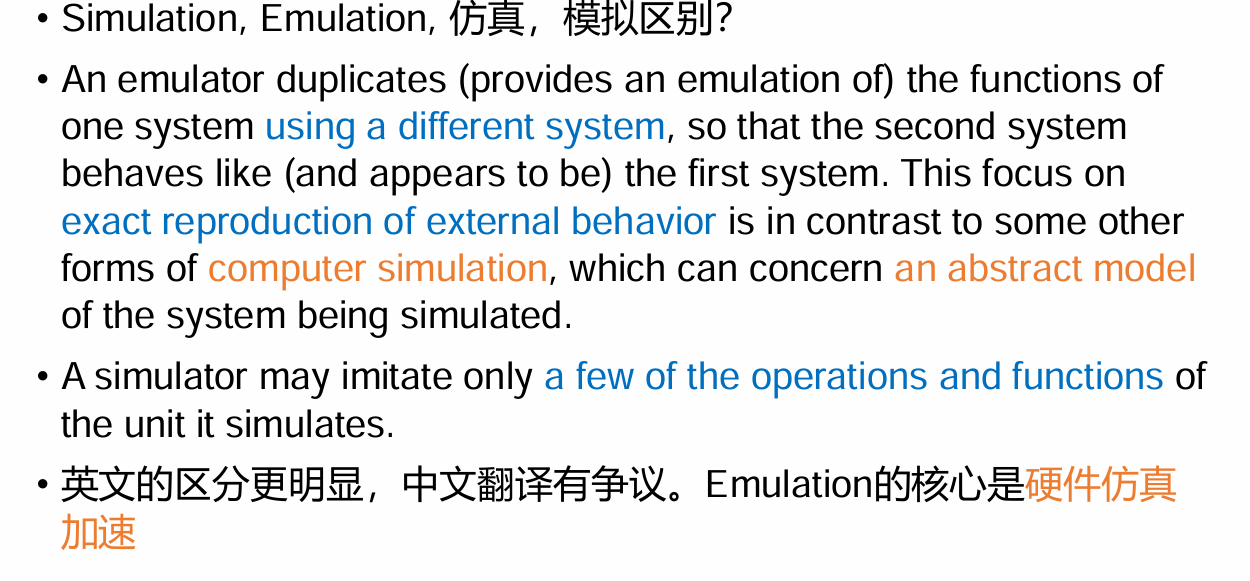 • Simulation, Emulation, 仿真，模拟区别？
• An emulator duplicates (provides an emulation of) the functions of
one system using a different system, so that the second system
behaves like (and appears to be) the first system. This focus on
exact reproduction of external behavior is in contrast to some other
forms of computer simulation, which can concern an abstract model
of the system being simulated.
• A simulator may imitate only a few of the operations and functions of
the unit it simulates.
• 英文的区分更明显，中文翻译有争议。Emulation的核心是硬件仿真
加速